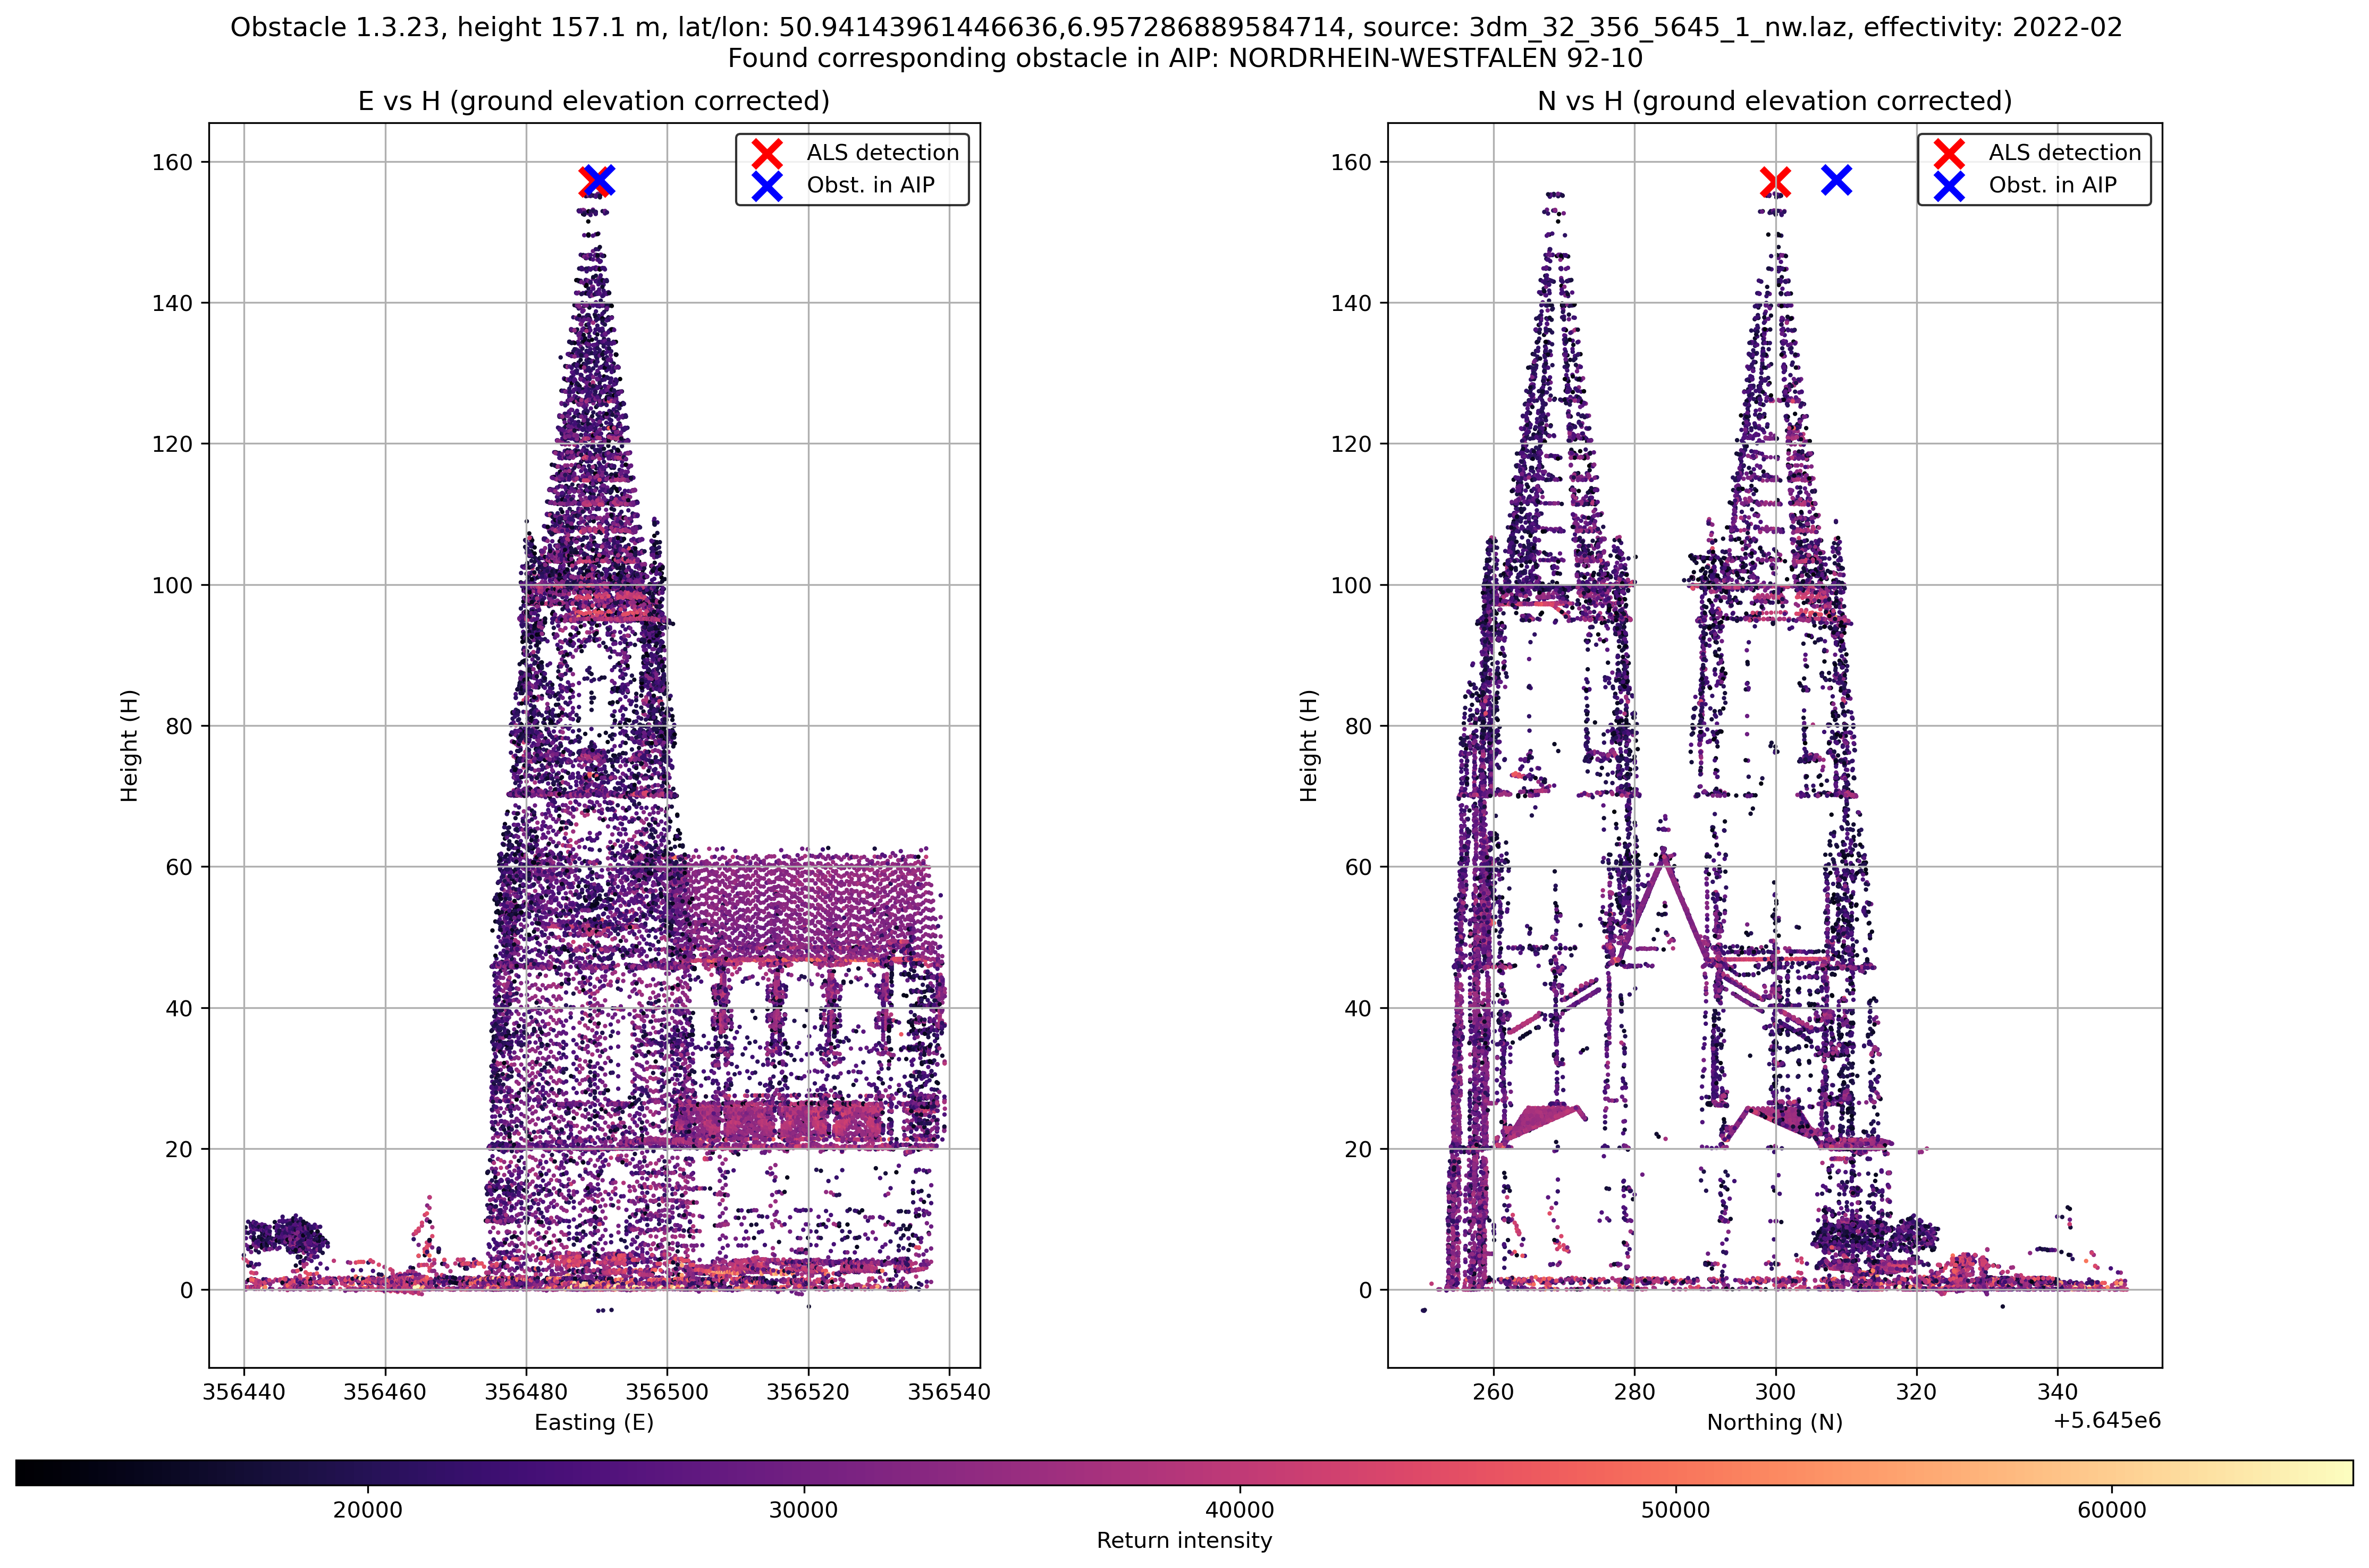 Obstacle 1.3.23, height 157.1 m, lat/lon: 50.94143961446636,6.957286889584714, source: 3dm_32_356_5645_1_nw.laz, effectivity: 2022-02
Found corresponding obstacle in AIP: NORDRHEIN-WESTFALEN 92-10
E vs H (ground elevation corrected)
ALS detection
Obst. in AIP
160
140
120
100
80
60
40
20
0
Height (H)
356440 356460 356480 356500 356520 356540
Easting (E)
N vs H (ground elevation corrected)
ALS detection
Obst. in AIP
160
140
120
100
80
60
40
20
0
Height (H)
260 280 300 320 340
Northing (N)
+5.645e6
20000 30000 40000 50000 60000
Return intensity